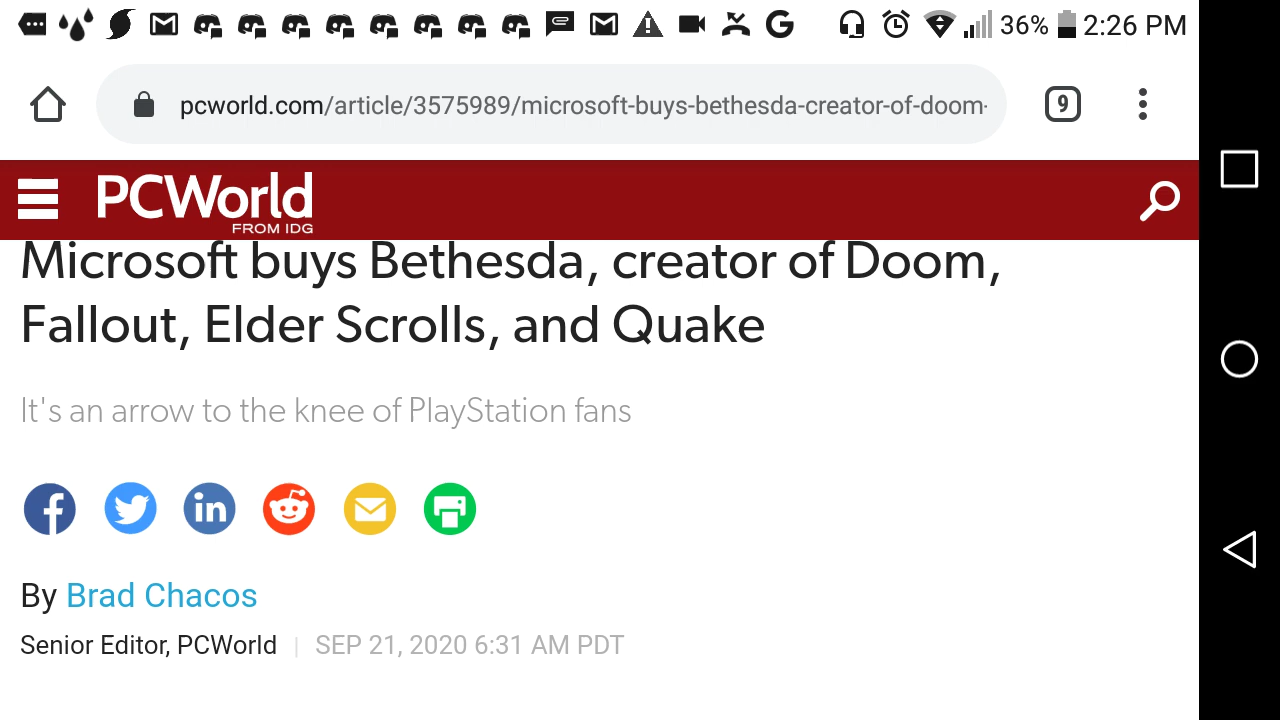 36% 2:26 PM
pcworld.com/article/3575989/microsoft-buys-bethesda-creator-of-doom-
9
PCWorld
FROM IDG
Microsoft buys Bethesda, creator of Doom,
Fallout, Elder Scrolls, and Quake
It's an arrow to the knee of PlayStation fans
By Brad Chacos
Senior Editor, PCWorld | SEP 21, 2020 6:31 AM PDT